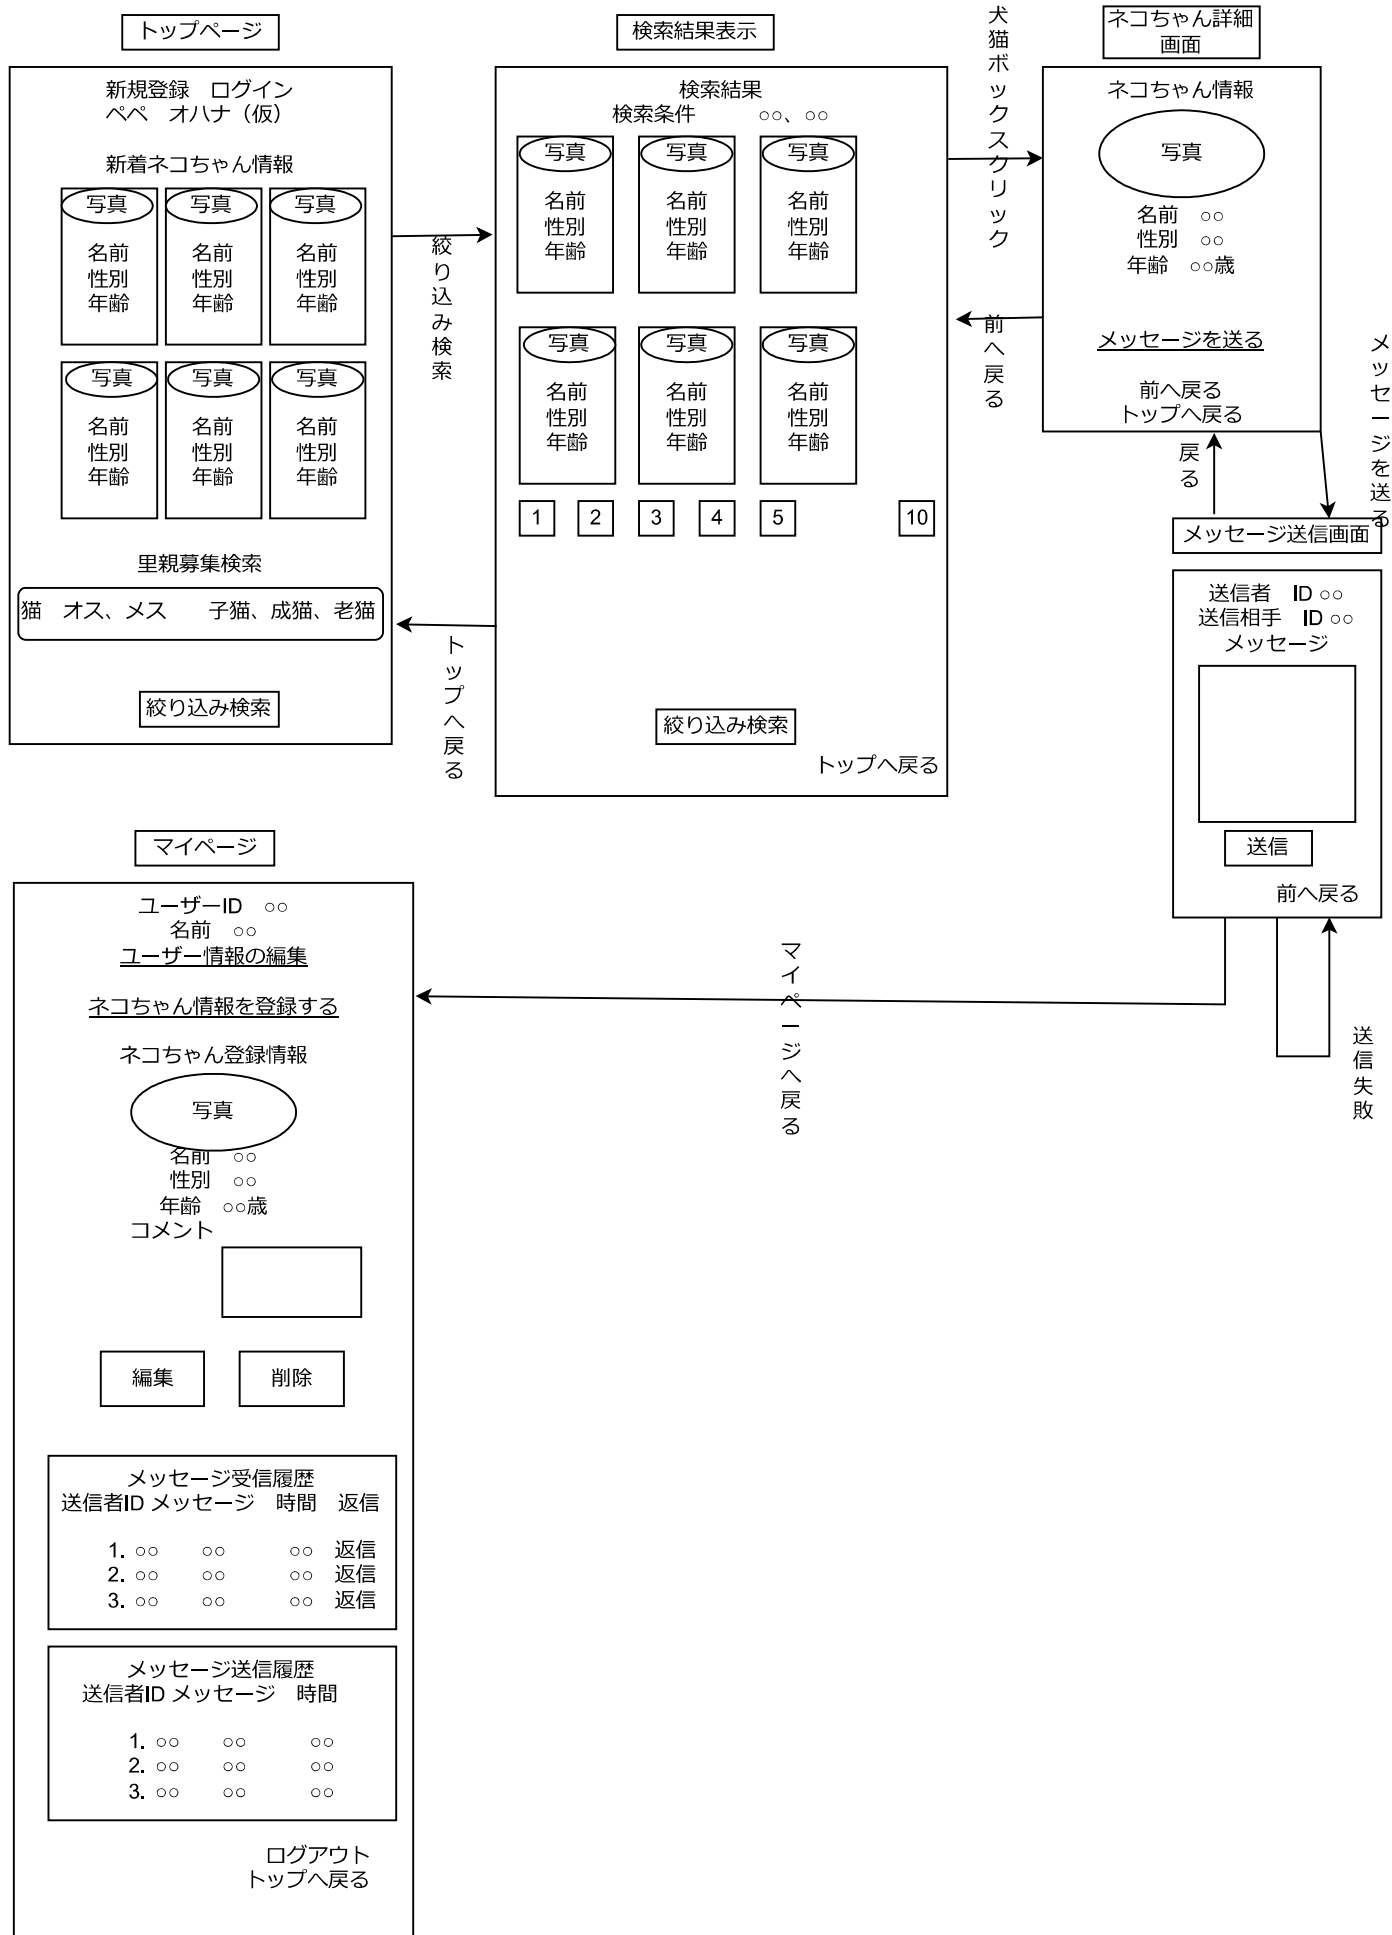 トップページ
新規登録　ログイン
ペペ　オハナ（仮）
新着ネコちゃん情報
写真
名前
性別
年齢
写真
名前
性別
年齢
写真
名前
性別
年齢
写真
名前
性別
年齢
写真
名前
性別
年齢
写真
名前
性別
年齢
里親募集検索
猫　オス、メス　　子猫、成猫、老猫
絞り込み検索
絞り込み検索
トップへ戻る
検索結果表示
検索結果
検索条件　　　○○、○○
写真
名前
性別
年齢
写真
名前
性別
年齢
写真
名前
性別
年齢
写真
名前
性別
年齢
写真
名前
性別
年齢
写真
名前
性別
年齢
1
2
3
4
5
10
絞り込み検索
トップへ戻る
犬猫ボックスクリック
前へ戻る
ネコちゃん詳細
画面
ネコちゃん情報
写真
名前　○○
性別　○○
年齢　○○歳
メッセージを送る
前へ戻る
トップへ戻る
戻る
メッセージを送る
メッセージ送信画面
送信者　ID ○○
送信相手　ID ○○
メッセージ
送信
前へ戻る
送信失敗
マイページへ戻る
マイページ
ユーザーID　○○
名前　○○
ユーザー情報の編集
ネコちゃん情報を登録する
ネコちゃん登録情報
写真
名前　○○
性別　○○
年齢　○○歳
コメント
編集
削除
メッセージ受信履歴
送信者ID メッセージ　時間　返信
1. ○○　　○○　　　○○　返信
2. ○○　　○○　　　○○　返信
3. ○○　　○○　　　○○　返信
メッセージ送信履歴
送信者ID メッセージ　時間
1. ○○　　○○　　　○○
2. ○○　　○○　　　○○
3. ○○　　○○　　　○○
ログアウト
トップへ戻る